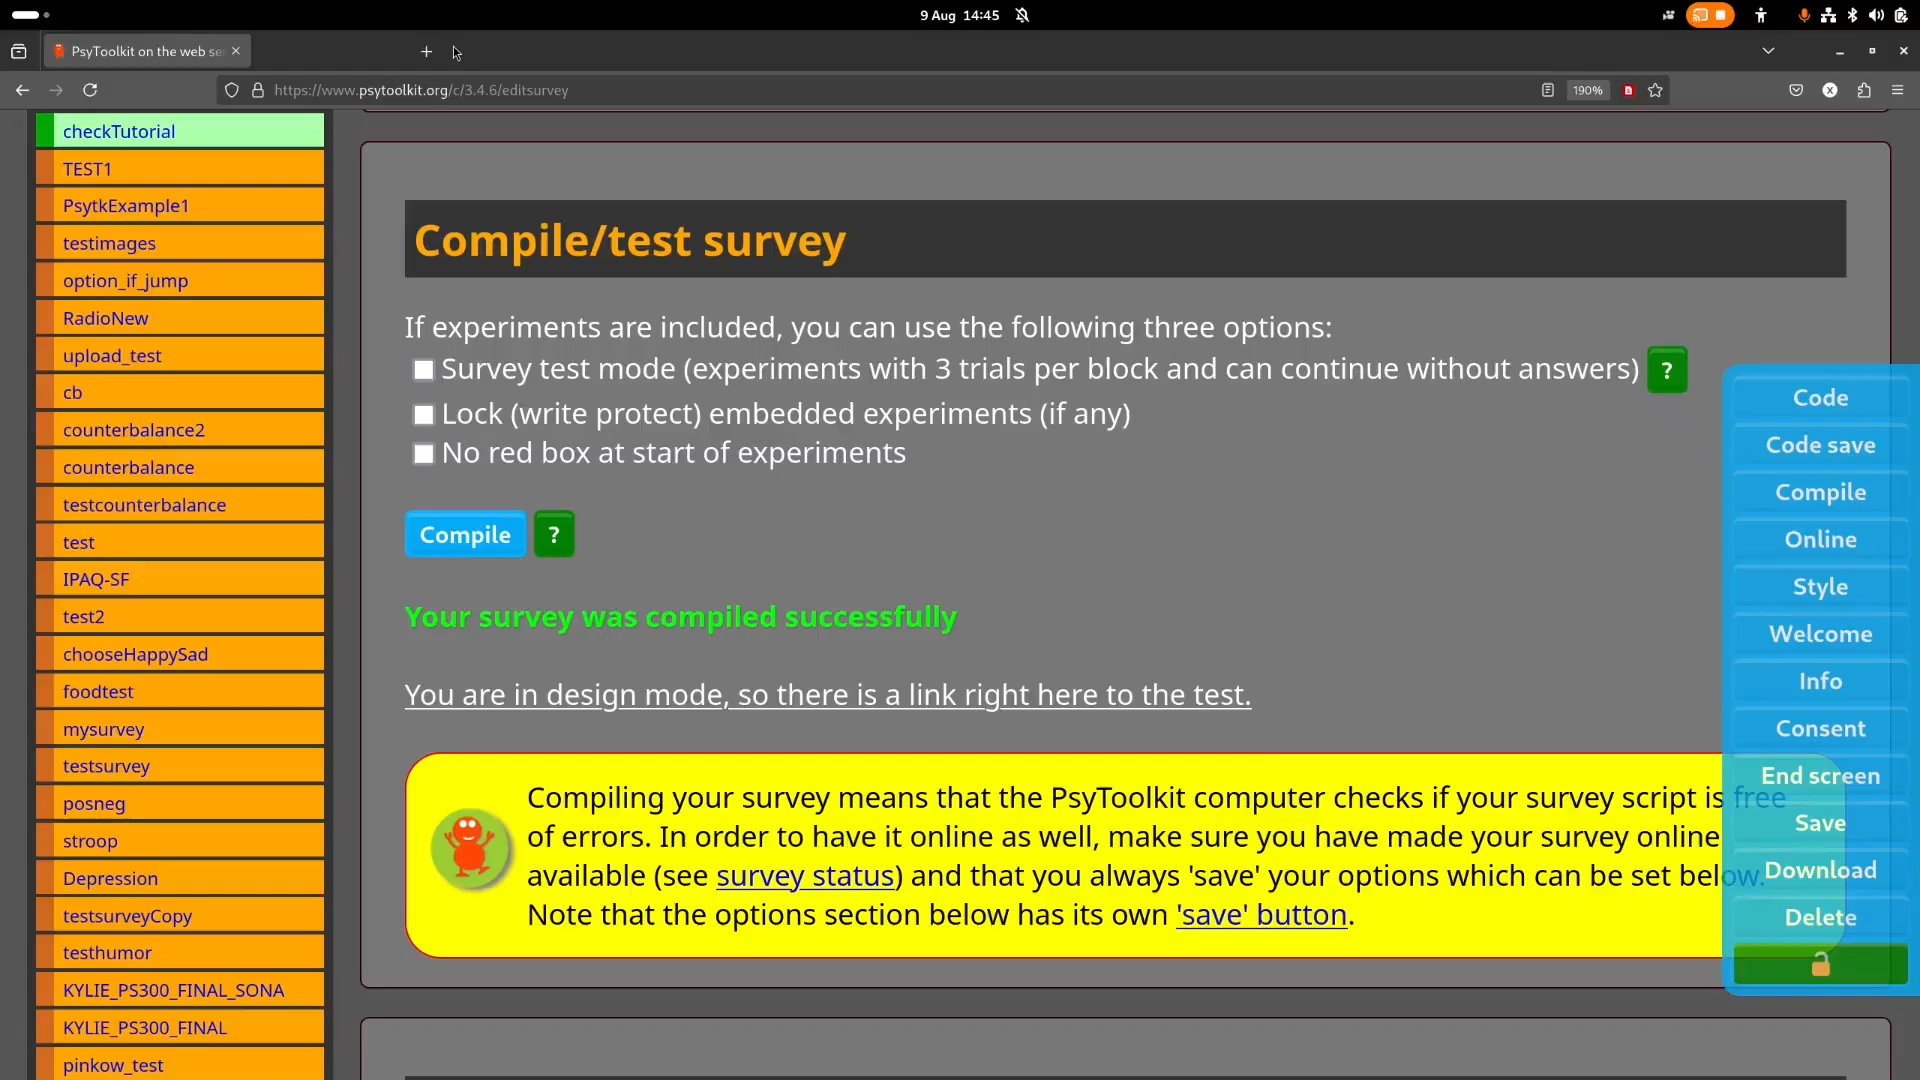 9 Aug 14:45
PsyToolkit on the web se
https://www.psytoolkit.org/c/3.4.6/editsurvey
190%
checkTutorial
TEST1
PsytkExample1
testimages
option_if_jump
RadioNew
upload_test
cb
counterbalance2
counterbalance
testcounterbalance
test
IPAQ-SF
test2
chooseHappySad
foodtest
mysurvey
testsurvey
posneg
stroop
Depression
testsurveyCopy
testhumor
KYLIE_PS300_FINAL_SONA
KYLIE_PS300_FINAL
pinkow_test
Compile/test survey
If experiments are included, you can use the following three options:
Survey test mode (experiments with 3 trials per block and can continue without answers) ?
Lock (write protect) embedded experiments (if any)
No red box at start of experiments
Compile ?
Your survey was compiled successfully
You are in design mode, so there is a link right here to the test.
Compiling your survey means that the PsyToolkit computer checks if your survey script is free
of errors. In order to have it online as well, make sure you have made your survey online
available (see survey status) and that you always 'save' your options which can be set below.
Note that the options section below has its own 'save' button.
Code
Code save
Compile
Online
Style
Welcome
Info
Consent
End screen
Save
Download
Delete